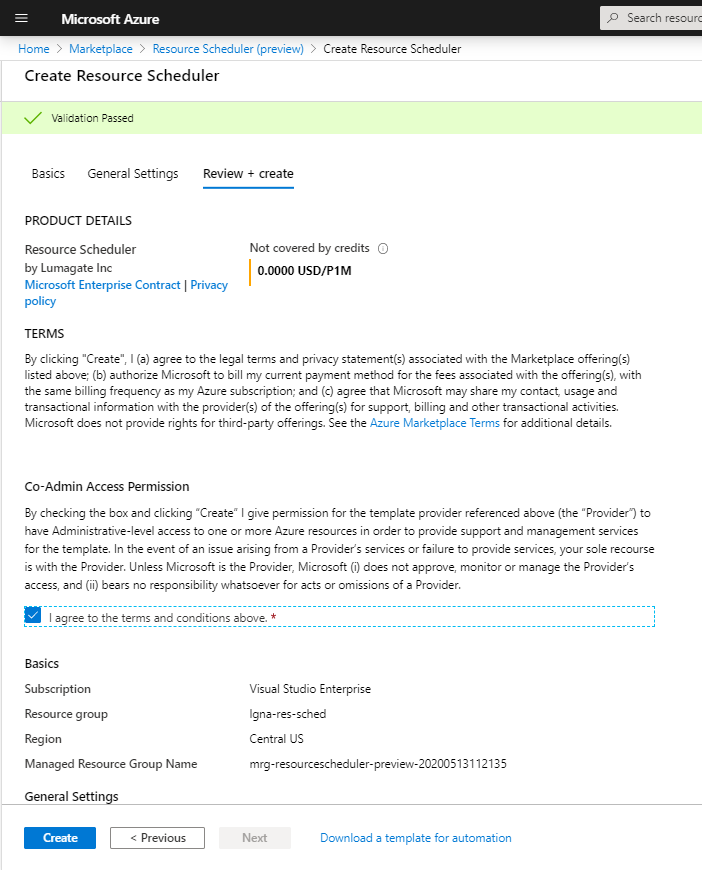 Microsoft Azure
Search resourc
Home > Marketplace > Resource Scheduler (preview) > Create Resource Scheduler
Create Resource Scheduler
Validation Passed
Basics General Settings Review + create
PRODUCT DETAILS
Resource Scheduler
by Lumagate Inc
Microsoft Enterprise Contract | Privacy
policy
Not covered by credits
0.0000 USD/P1M
TERMS
By clicking "Create", I (a) agree to the legal terms and privacy statement(s) associated with the Marketplace offering(s)
listed above; (b) authorize Microsoft to bill my current payment method for the fees associated with the offering(s), with
the same billing frequency as my Azure subscription; and (c) agree that Microsoft may share my contact, usage and
transactional information with the provider(s) of the offering(s) for support, billing and other transactional activities.
Microsoft does not provide rights for third-party offerings. See the Azure Marketplace Terms for additional details.
Co-Admin Access Permission
By checking the box and clicking “Create” I give permission for the template provider referenced above (the “Provider”) to
have Administrative-level access to one or more Azure resources in order to provide support and management services
for the template. In the event of an issue arising from a Provider’s services or failure to provide services, your sole recourse
is with the Provider. Unless Microsoft is the Provider, Microsoft (i) does not approve, monitor or manage the Provider’s
access, and (ii) bears no responsibility whatsoever for acts or omissions of a Provider.
I agree to the terms and conditions above. *
Basics
Subscription Visual Studio Enterprise
Resource group lgna-res-sched
Region Central US
Managed Resource Group Name mrg-resourcescheduler-preview-20200513112135
General Settings
Create < Previous Next Download a template for automation